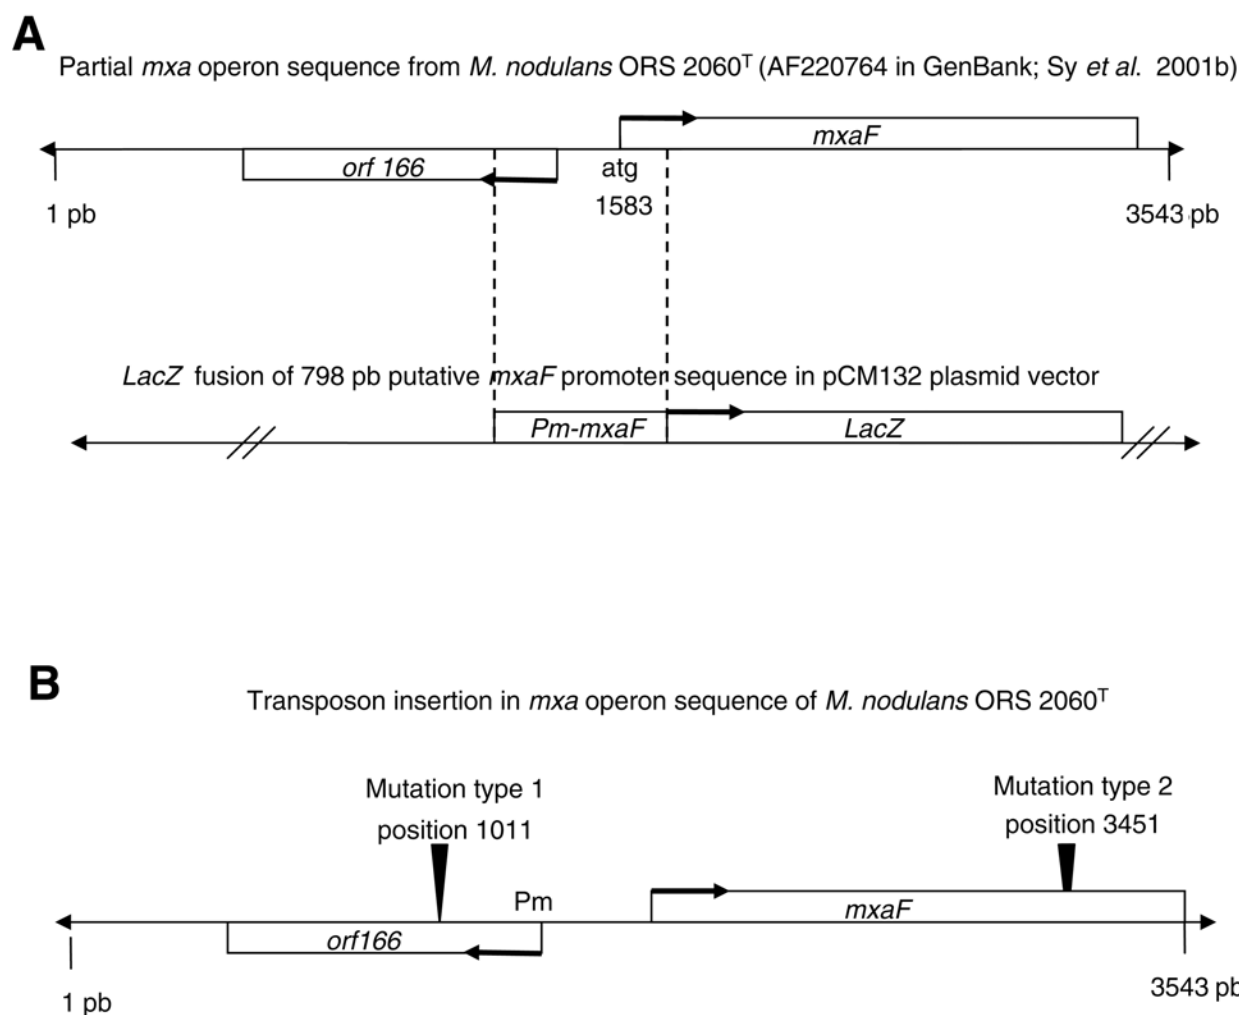 A
Partial mxa operon sequence from M. nodulans ORS 2060T (AF220764 in GenBank; Sy et al. 2001b)
mxaF
orf 166
atg
1583
1 pb
3543 pb
LacZ fusion of 798 pb putative mxaF promoter sequence in pCM132 plasmid vector
Pm-mxaF
LacZ
B
Transposon insertion in mxa operon sequence of M. nodulans ORS 2060T
Mutation type 1
position 1011
Mutation type 2
position 3451
Pm
mxaF
orf166
1 pb
3543 pb